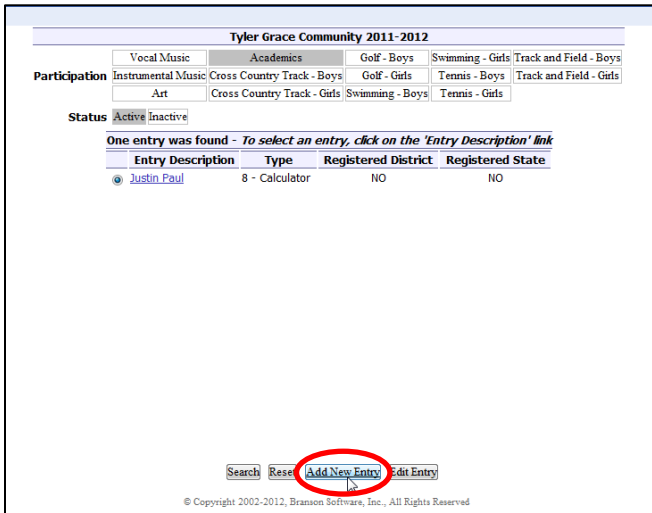 Tyler Grace Community 2011-2012
Vocal Music Academics Golf - Boys Swimming - Girls Track and Field - Boys
Participation Instrumental Music Cross Country Track - Boys Golf - Girls Tennis - Boys Track and Field - Girls
Art Cross Country Track - Girls Swimming - Boys Tennis - Girls
Status Active Inactive
One entry was found - To select an entry, click on the 'Entry Description' link
Entry Description Type Registered District Registered State
Justin Paul 8 - Calculator NO NO
Search Reset Add New Entry Edit Entry
© Copyright 2002-2012, Branson Software, Inc., All Rights Reserved